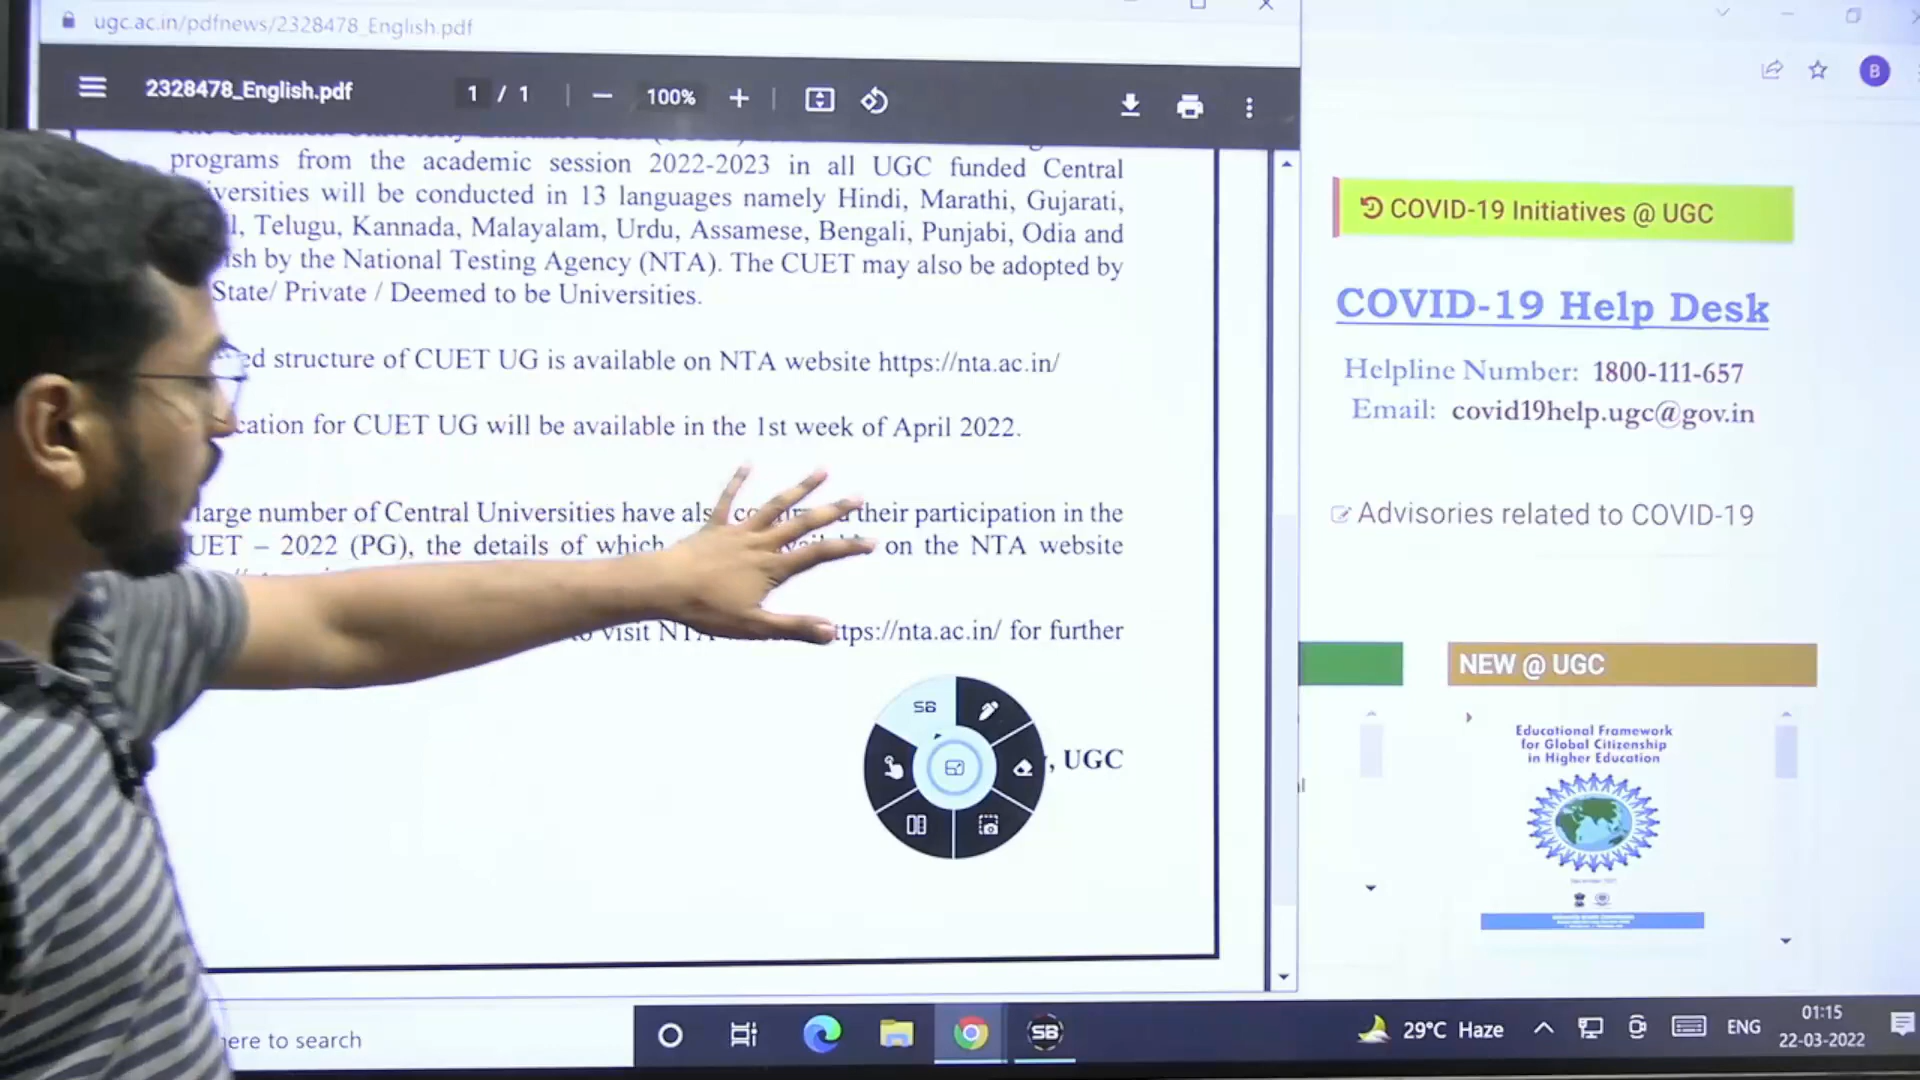 ugc.ac.in/pdfnews/2328478_English.pdf
2328478_English.pdf
1 / 1
100%
programs from the academic session 2022-2023 in all UGC funded Central
versities will be conducted in 13 languages namely Hindi, Marathi, Gujarati,
l, Telugu, Kannada, Malayalam, Urdu, Assamese, Bengali, Punjabi, Odia and
ish by the National Testing Agency (NTA). The CUET may also be adopted by
State/ Private / Deemed to be Universities.
ed structure of CUET UG is available on NTA website https://nta.ac.in/
cation for CUET UG will be available in the 1st week of April 2022.
large number of Central Universities have also their participation in the
UET – 2022 (PG), the details of which on the NTA website
to visit NTA ttps://nta.ac.in/ for further
, UGC
SB
B
COVID-19 Initiatives @ UGC
COVID-19 Help Desk
Helpline Number: 1800-111-657
Email: covid19help.ugc@gov.in
Advisories related to COVID-19
NEW @ UGC
Educational Framework
for Global Citizenship
in Higher Education
here to search
SB
29°C Haze
ENG
01:15
22-03-2022